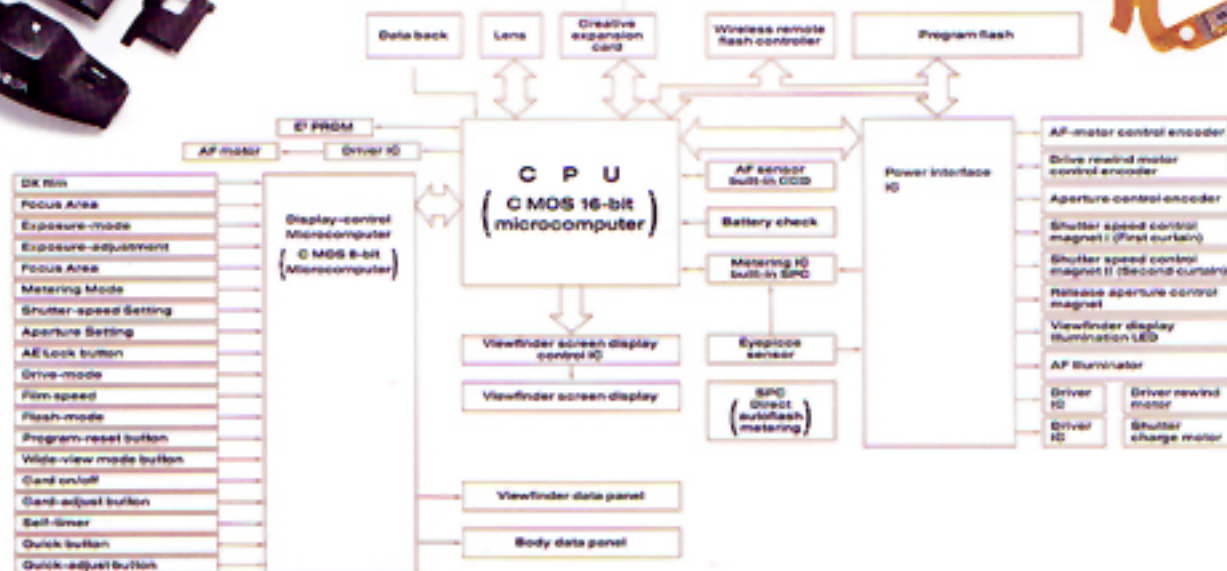 Data back
Lens
Creative
expansion
card
Wireless remote
flash controller
Program flash
E² PROM
AF motor
Driver IC
C P U
C MOS 16-bit
microcomputer
AF sensor
built-in CCD
Battery check
Metering IC
built-in SPC
Eyepiece
sensor
SPC
Direct
autoflash
metering
Viewfinder screen display
control IC
Viewfinder screen display
Viewfinder data panel
Body data panel
Display-control
Microcomputer
C MOS 8-bit
Microcomputer
DX film
Focus Area
Exposure-mode
Exposure-adjustment
Focus Area
Metering Mode
Shutter-speed Setting
Aperture Setting
AE Lock button
Drive-mode
Film speed
Flash-mode
Program-reset button
Wide-view mode button
Card on/off
Card-adjust button
Self-timer
Quick button
Quick-adjust button
Power interface
IC
AF-motor control encoder
Drive rewind motor
control encoder
Aperture control encoder
Shutter speed control
magnet I (First curtain)
Shutter speed control
magnet II (Second curtain)
Release aperture control
magnet
Viewfinder display
illumination LED
AF illuminator
Driver
IC
Driver rewind
motor
Driver
IC
Shutter
charge motor